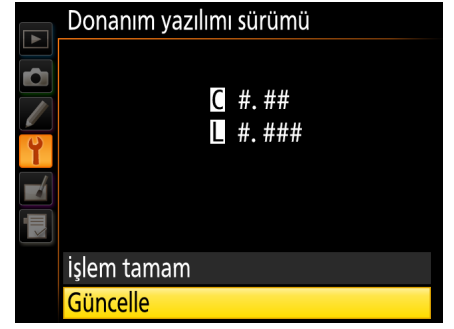 Donanım yazılımı sürümü
C #. ##
L #. ###
İşlem tamam
Güncelle